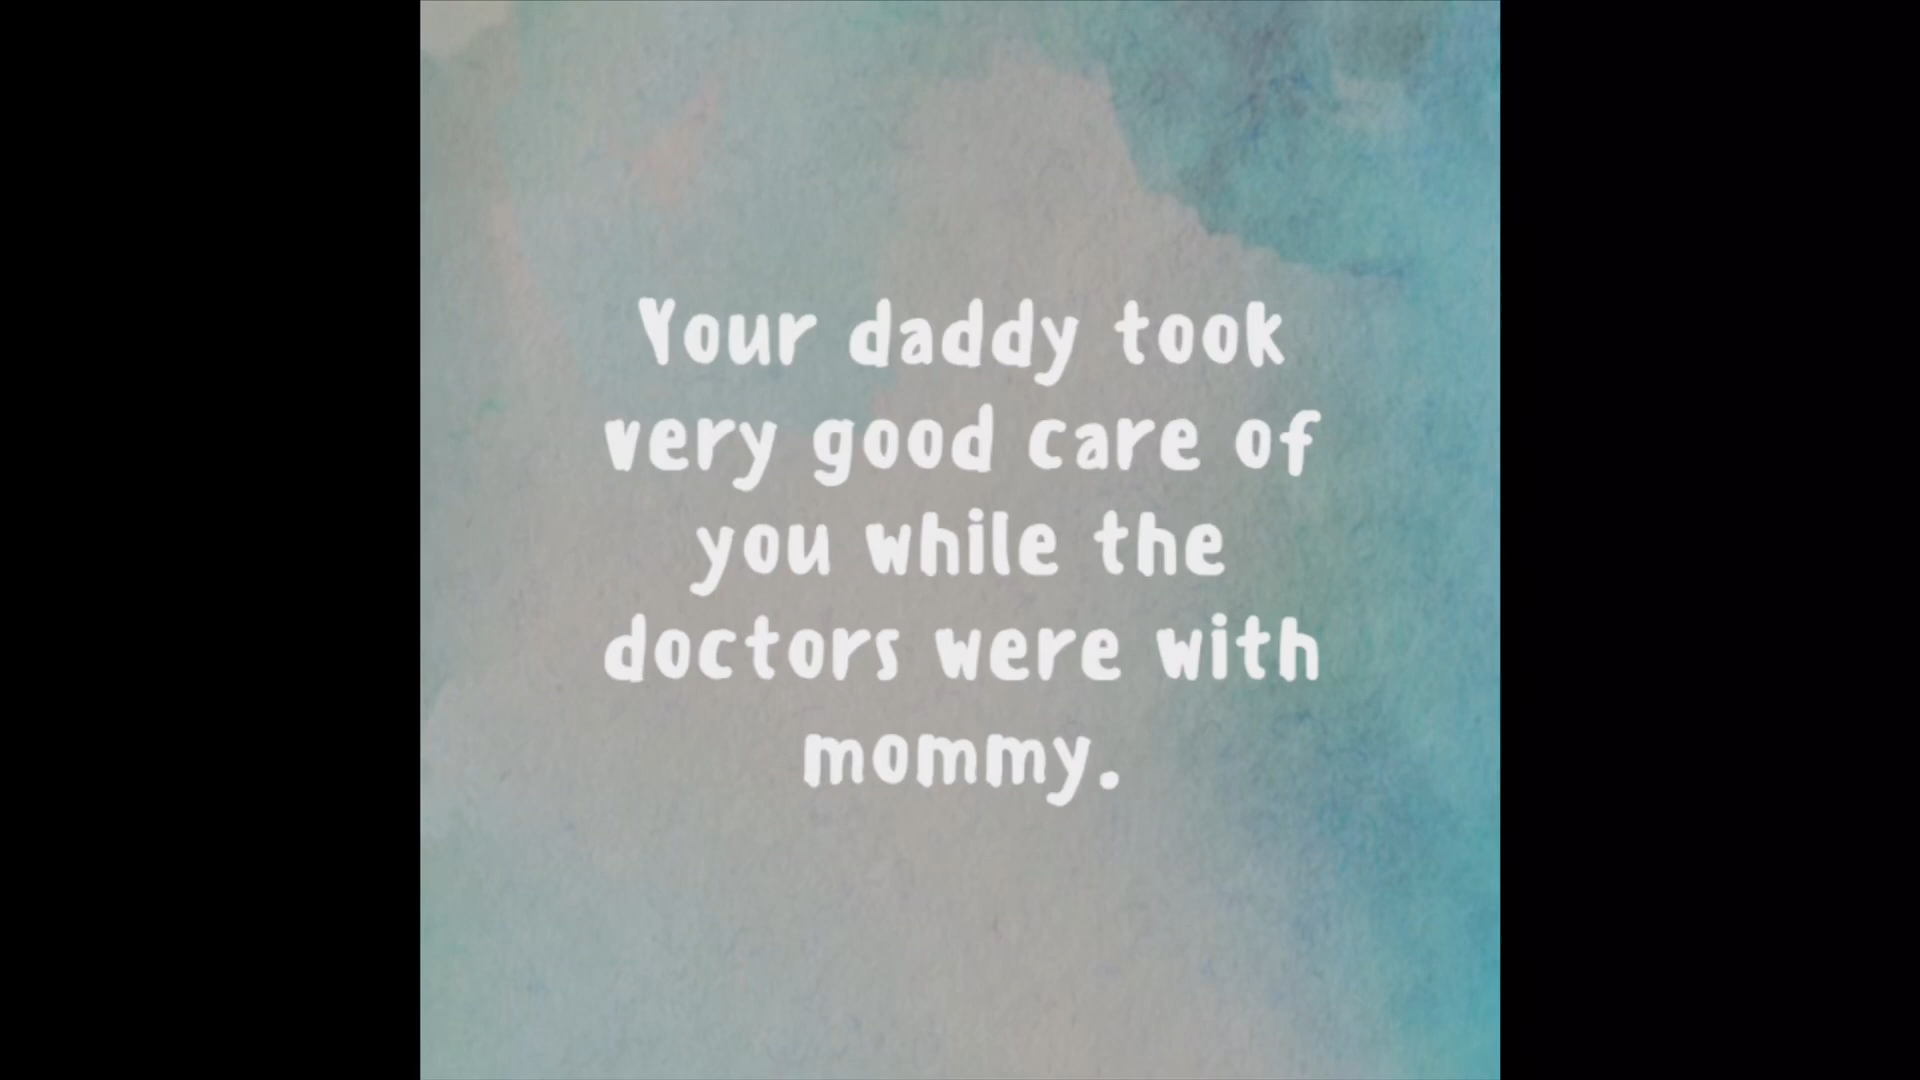 Your daddy took
very good care of
you while the
doctors were with
mommy.